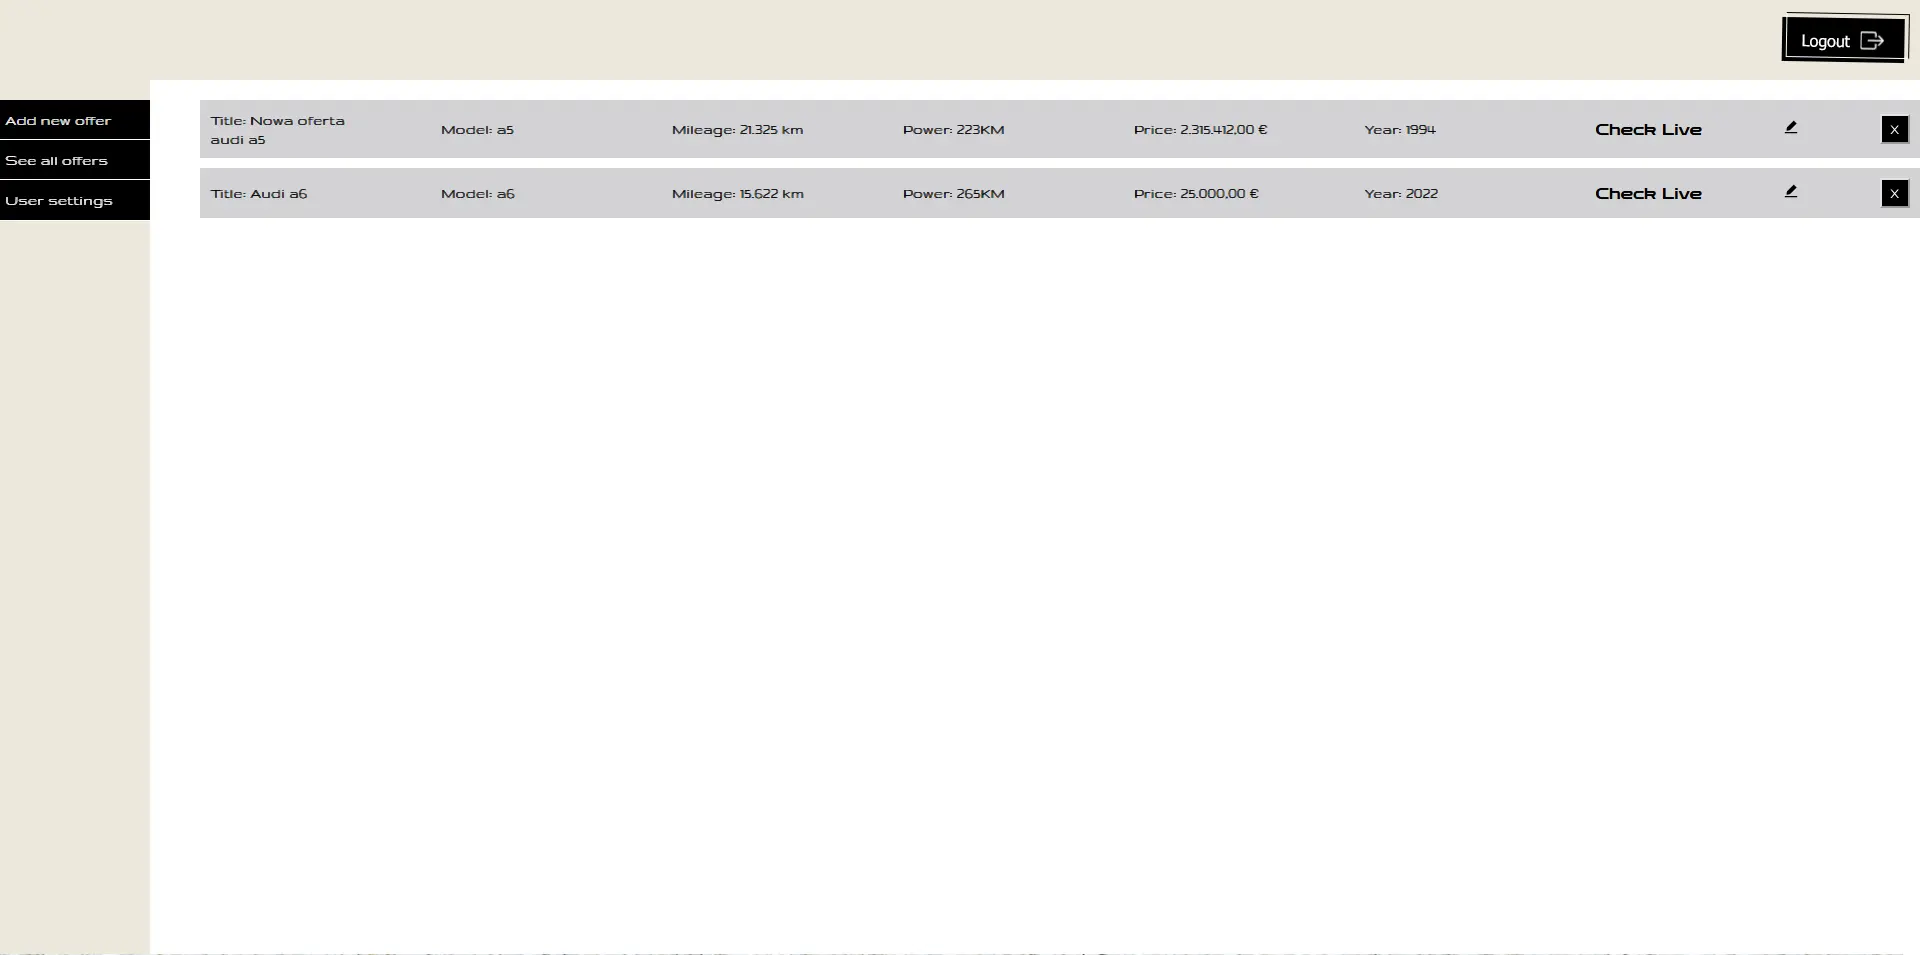 Logout
Add new offer
See all offers
User settings
Title: Nowa oferta
audi a5
Model: a5
Mileage: 21.325 km
Power: 223KM
Price: 2.315.412,00 €
Year: 1994
Check Live
X
Title: Audi a6
Model: a6
Mileage: 15.622 km
Power: 265KM
Price: 25.000,00 €
Year: 2022
Check Live
X